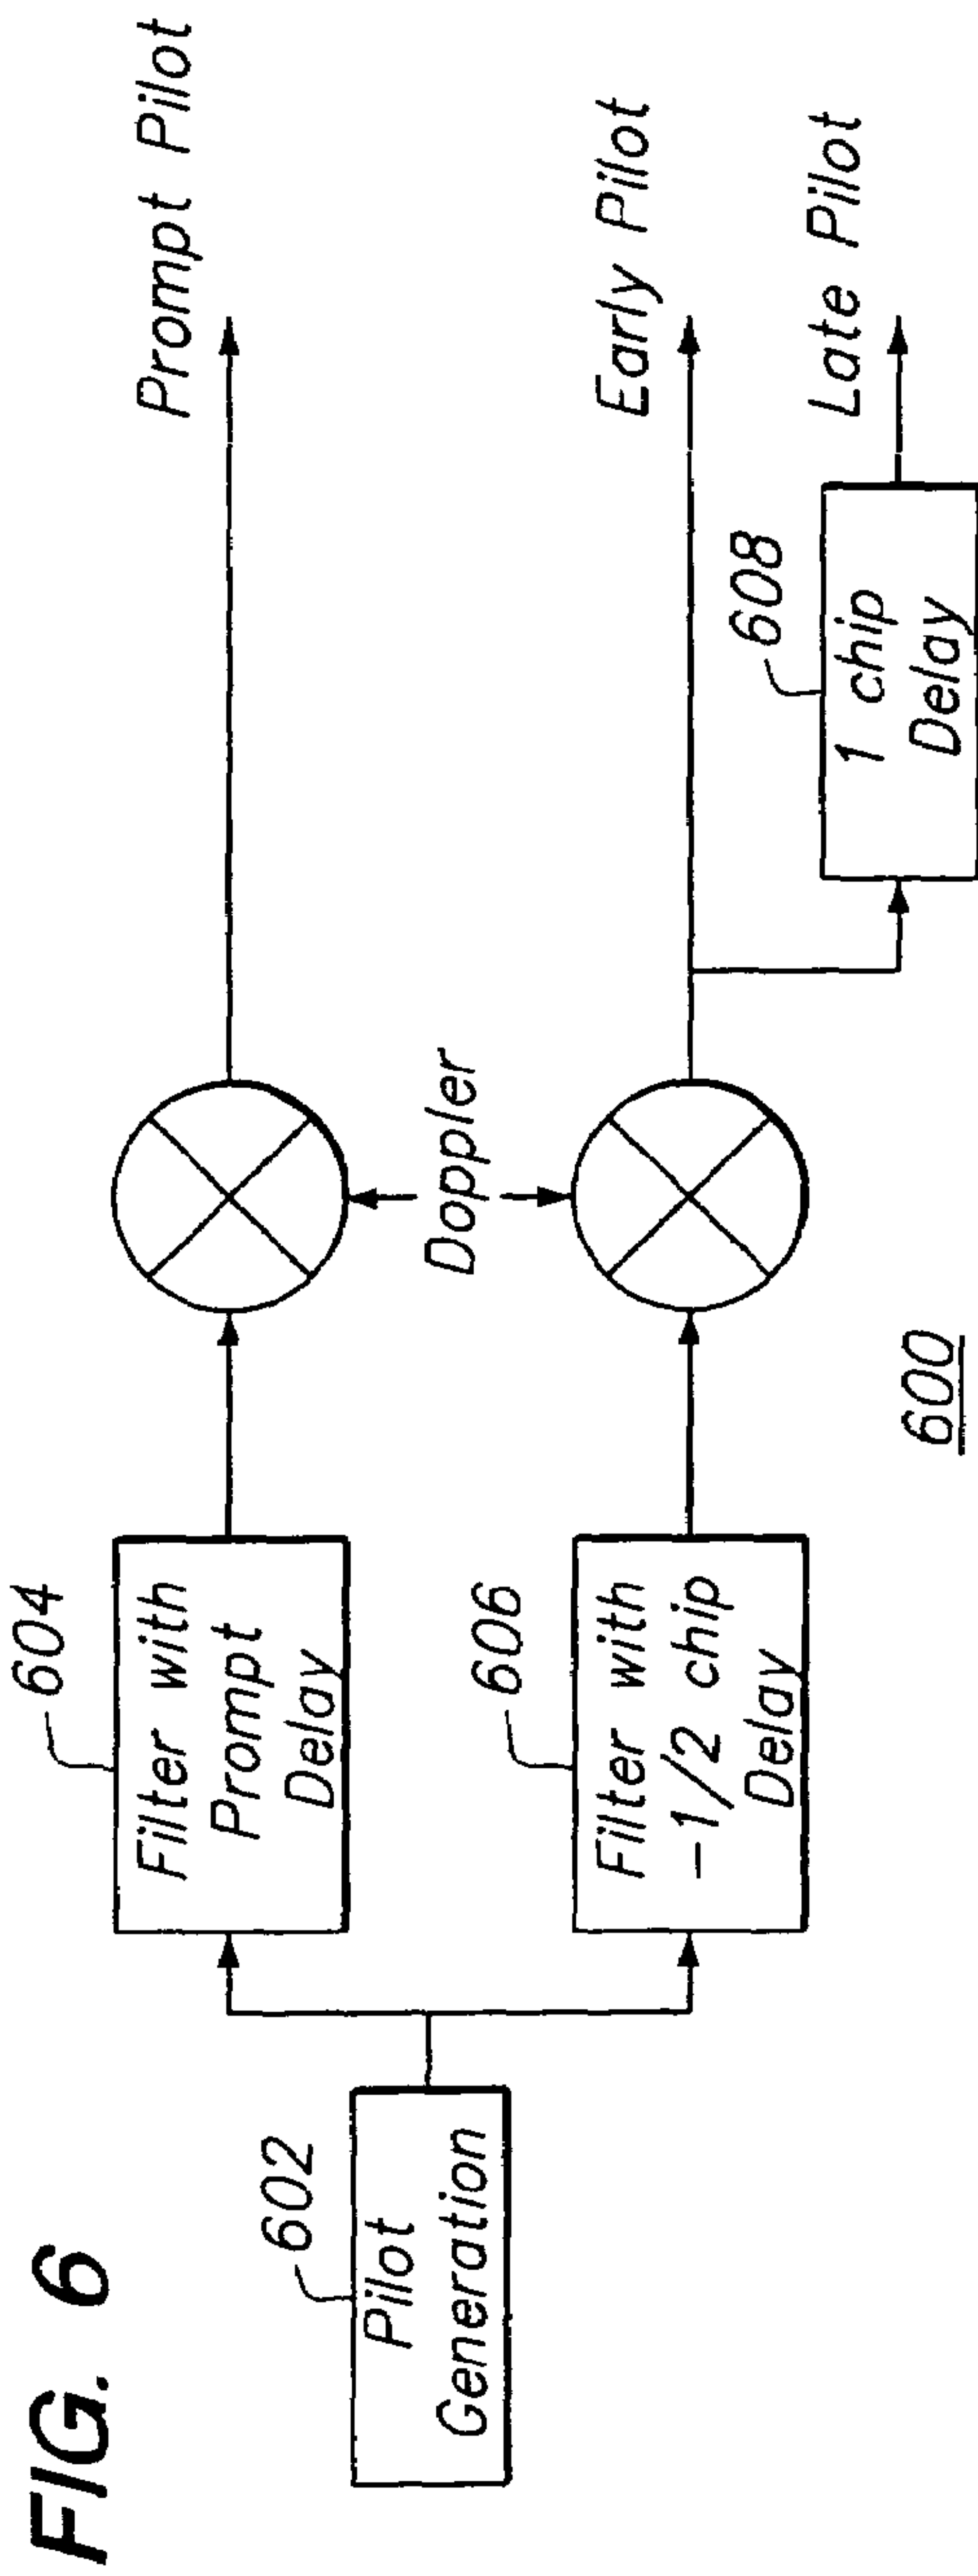 FIG. 6
602
Pilot
Generation
604
Filter with
Prompt
Delay
606
Filter with
-1/2 chip
Delay
Doppler
608
1 chip
Delay
Prompt Pilot
Early Pilot
Late Pilot
600